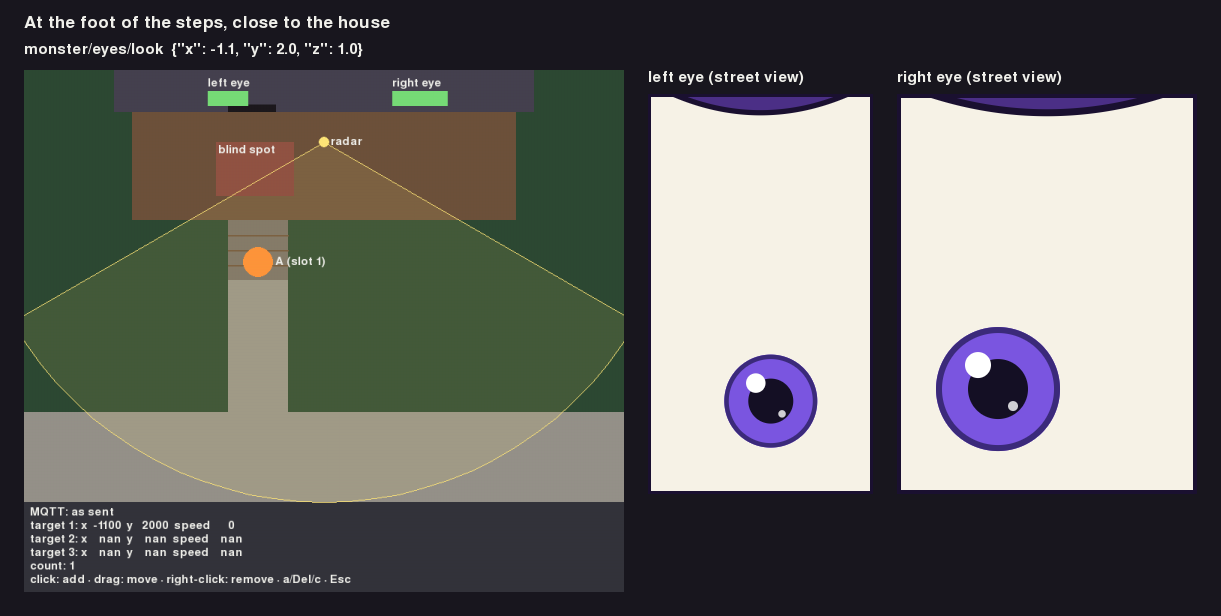 At the foot of the steps, close to the house
monster/eyes/look {"x": -1.1, "y": 2.0, "z": 1.0}
left eye
right eye
left eye (street view)
right eye (street view)
radar
blind spot
A (slot 1)
MQTT: as sent
target 1: x -1100 y 2000 speed 0
target 2: x nan y nan speed nan
target 3: x nan y nan speed nan
count: 1
click: add · drag: move · right-click: remove · a/Del/c · Esc